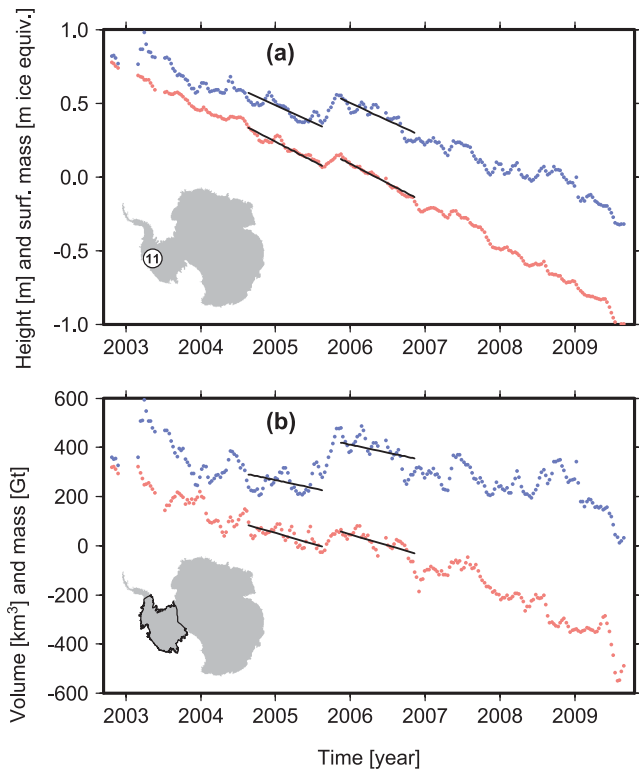 Height [m] and surf. mass [m ice equiv.]
1.0
0.5
0.0
-0.5
-1.0
(a)
11
2003 2004 2005 2006 2007 2008 2009
Volume [km³] and mass [Gt]
600
400
200
0
-200
-400
-600
(b)
2003 2004 2005 2006 2007 2008 2009
Time [year]